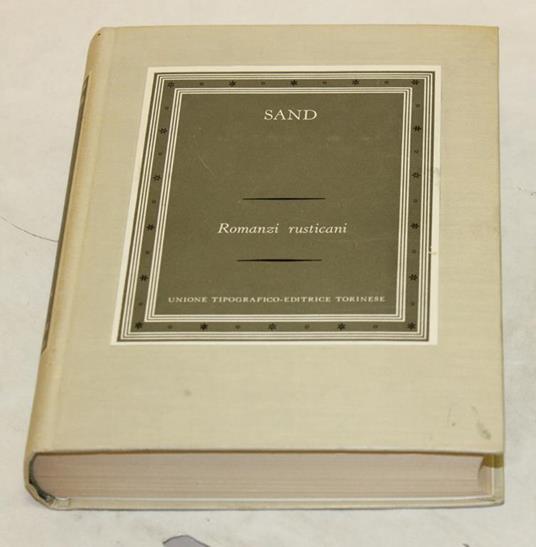 SAND
Romanzi rusticani
UNIONE TIPOGRAFICO-EDITRICE TORINESE